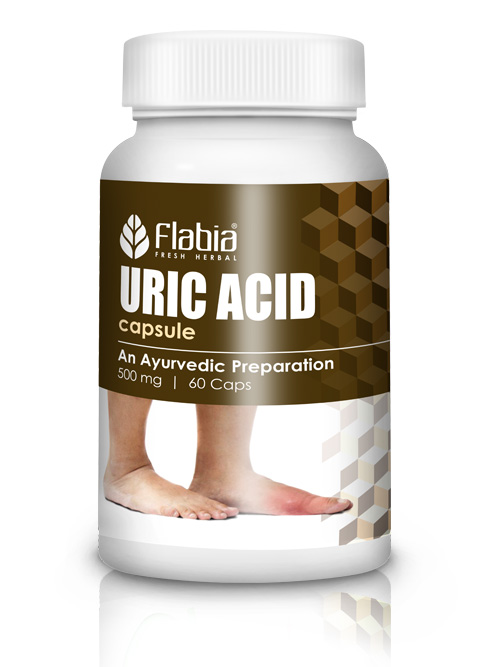 Flabia®
FRESH HERBAL
URIC ACID
capsule
An Ayurvedic Preparation
500 mg | 60 Caps